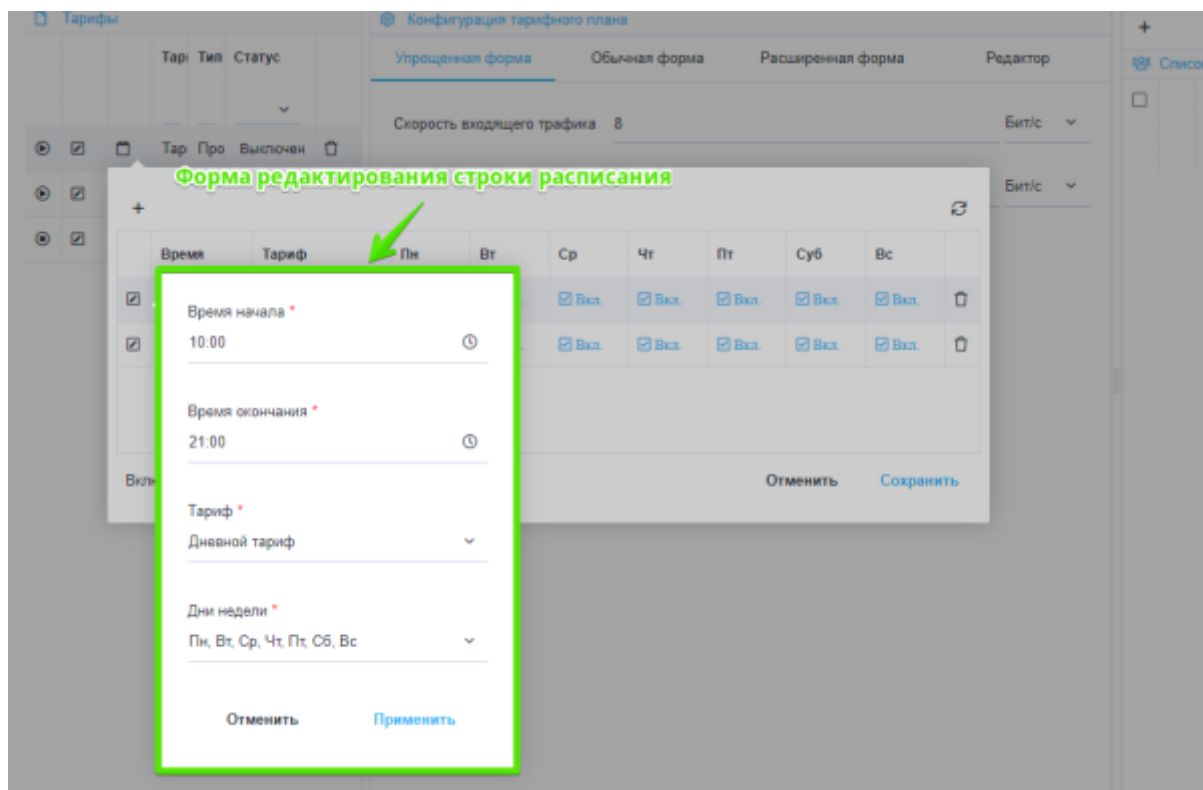 Тарифы
Конфигурация тарифного плана
+
Тари Тип Статус
Упрощенная форма Обычная форма Расширенная форма Редактор
Списо
Скорость входящего трафика 8 Бит/с
Тар Про Выключен
Форма редактирования строки расписания
Бит/с
+
Время Тариф Пн Вт Ср Чт Пт Суб Вс
Вкл. Вкл. Вкл. Вкл. Вкл.
Время начала *
10:00
Вкл. Вкл. Вкл. Вкл. Вкл.
Время окончания *
21:00
Вкл
Отменить Сохранить
Тариф *
Дневной тариф
Дни недели *
Пн, Вт, Ср, Чт, Пт, Сб, Вс
Отменить Применить